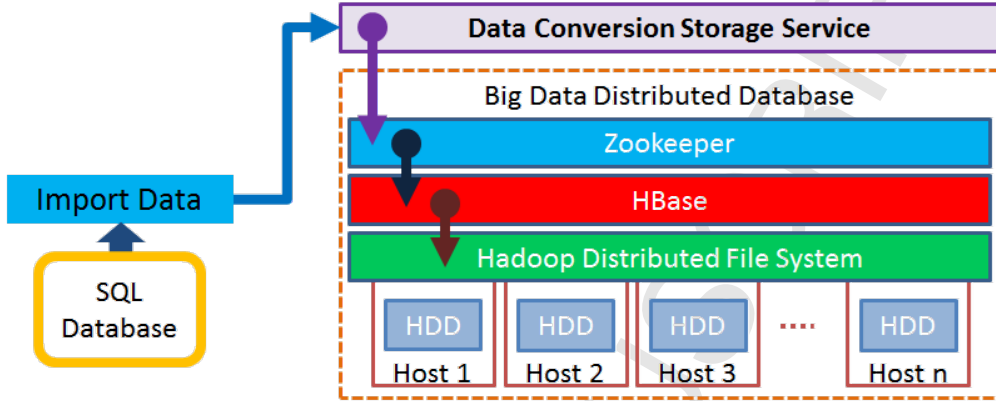 Data Conversion Storage Service
Big Data Distributed Database
Zookeeper
Import Data
HBase
Hadoop Distributed File System
SQL
Database
HDD HDD HDD .... HDD
Host 1 Host 2 Host 3 Host n